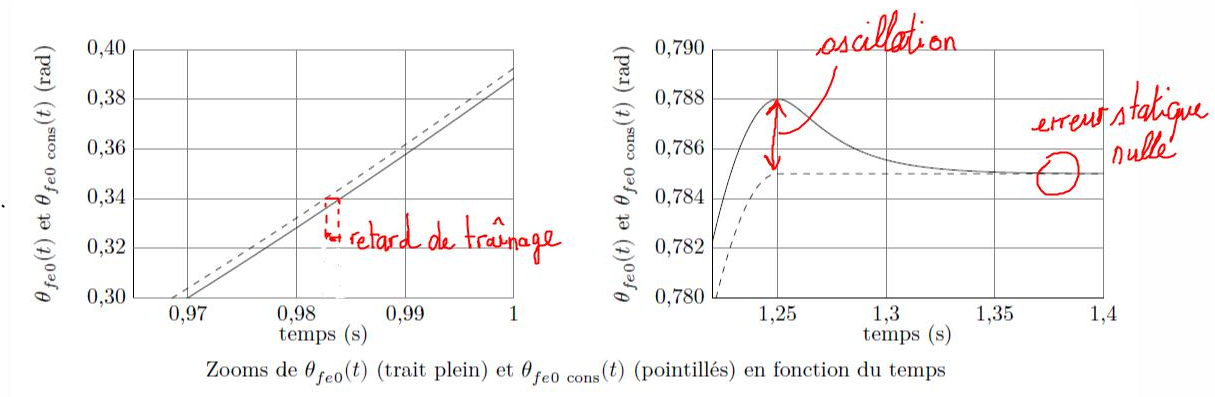 θ_fe0(t) et θ_fe0 cons(t) (rad)
0,40
0,38
0,36
0,34
0,32
0,30
0,97 0,98 0,99 1
temps (s)
retard de traînage
θ_fe0(t) et θ_fe0 cons(t) (rad)
0,790
0,788
0,786
0,784
0,782
0,780
1,25 1,3 1,35 1,4
temps (s)
oscillation
erreur statique
nulle
Zooms de θ_fe0(t) (trait plein) et θ_fe0 cons(t) (pointillés) en fonction du temps